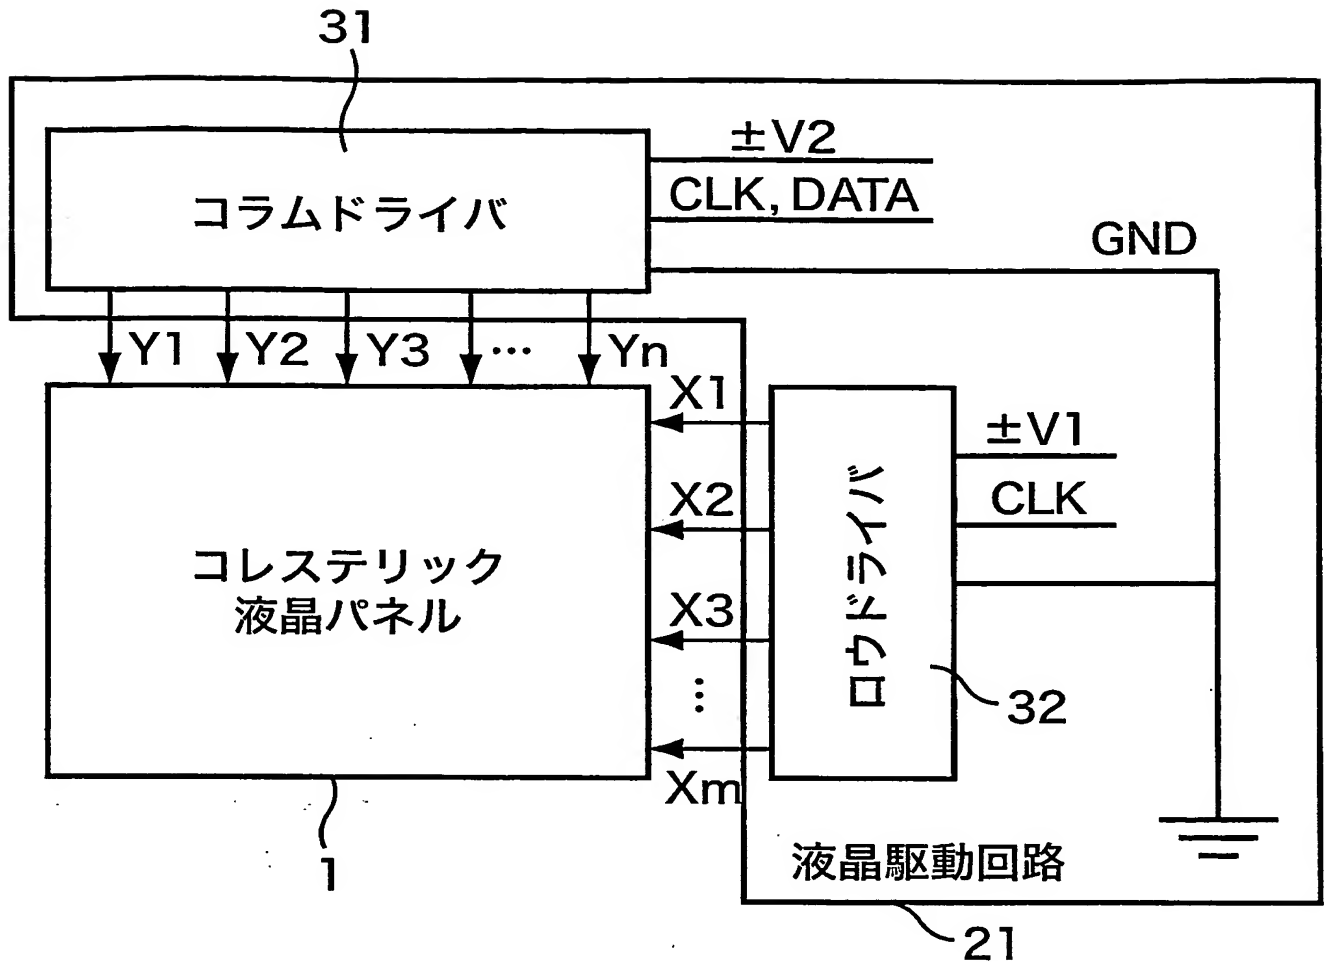 31
±V2
コラムドライバ
CLK, DATA
GND
Y1 Y2 Y3 … Yn
X1
±V1
CLK
X2
コレステリック
液晶パネル
X3
⋮
ロウドライバ
32
Xm
1
液晶駆動回路
21